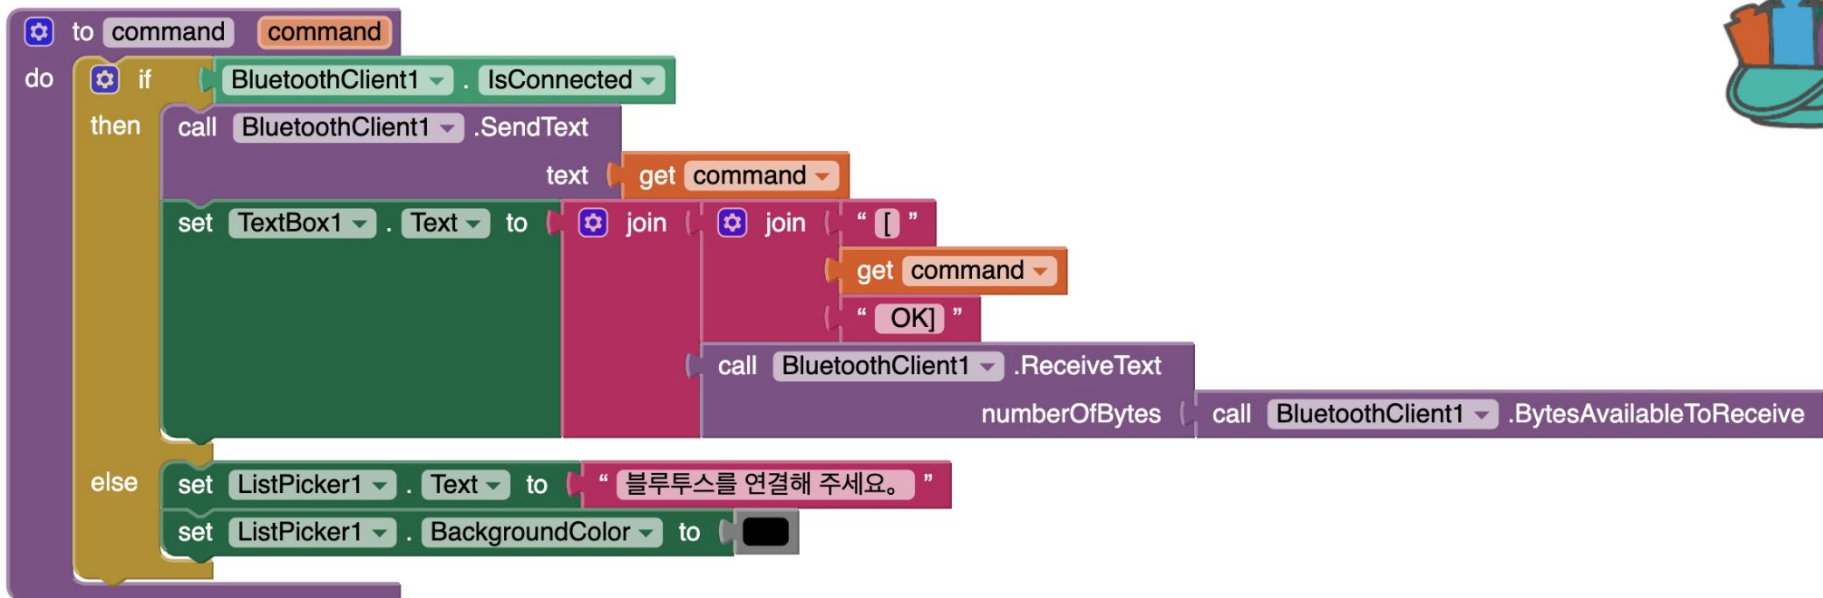 to command command
do if BluetoothClient1 . IsConnected
then call BluetoothClient1 .SendText
text get command
set TextBox1 . Text to join join “ [ ”
get command
“ OK] ”
call BluetoothClient1 .ReceiveText
numberOfBytes call BluetoothClient1 .BytesAvailableToReceive
else set ListPicker1 . Text to “ 블루투스를 연결해 주세요。 ”
set ListPicker1 . BackgroundColor to